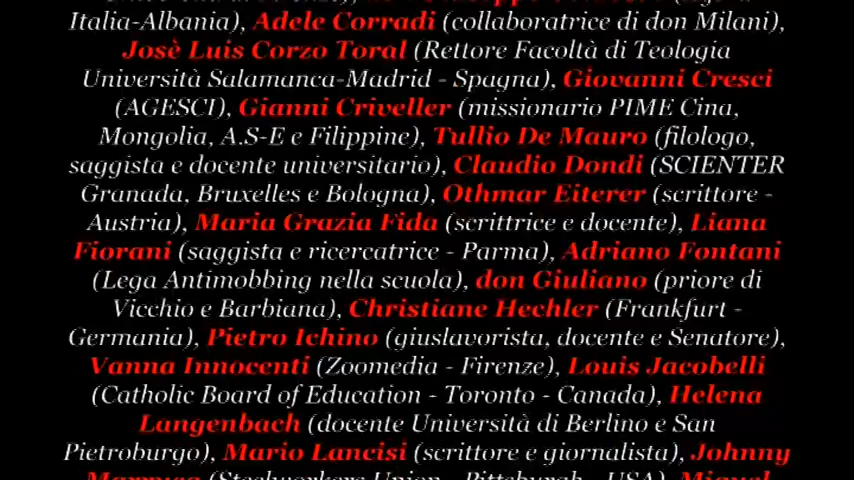 Italia-Albania), Adele Corradi (collaboratrice di don Milani),
Josè Luis Corzo Toral (Rettore Facoltà di Teologia
Università Salamanca-Madrid - Spagna), Giovanni Cresci
(AGESCI), Gianni Criveller (missionario PIME Cina,
Mongolia, A.S-E e Filippine), Tullio De Mauro (filologo,
saggista e docente universitario), Claudio Dondi (SCIENTER
Granada, Bruxelles e Bologna), Othmar Eiterer (scrittore -
Austria), Maria Grazia Fida (scrittrice e docente), Liana
Fiorani (saggista e ricercatrice - Parma), Adriano Fontani
(Lega Antimobbing nella scuola), don Giuliano (priore di
Vicchio e Barbiana), Christiane Hechler (Frankfurt -
Germania), Pietro Ichino (giuslavorista, docente e Senatore),
Vanna Innocenti (Zoomedia - Firenze), Louis Jacobelli
(Catholic Board of Education - Toronto - Canada), Helena
Langenbach (docente Università di Berlino e San
Pietroburgo), Mario Lancisi (scrittore e giornalista), Johnny
(Steelworkers Union - Pittsburgh - USA), Miguel